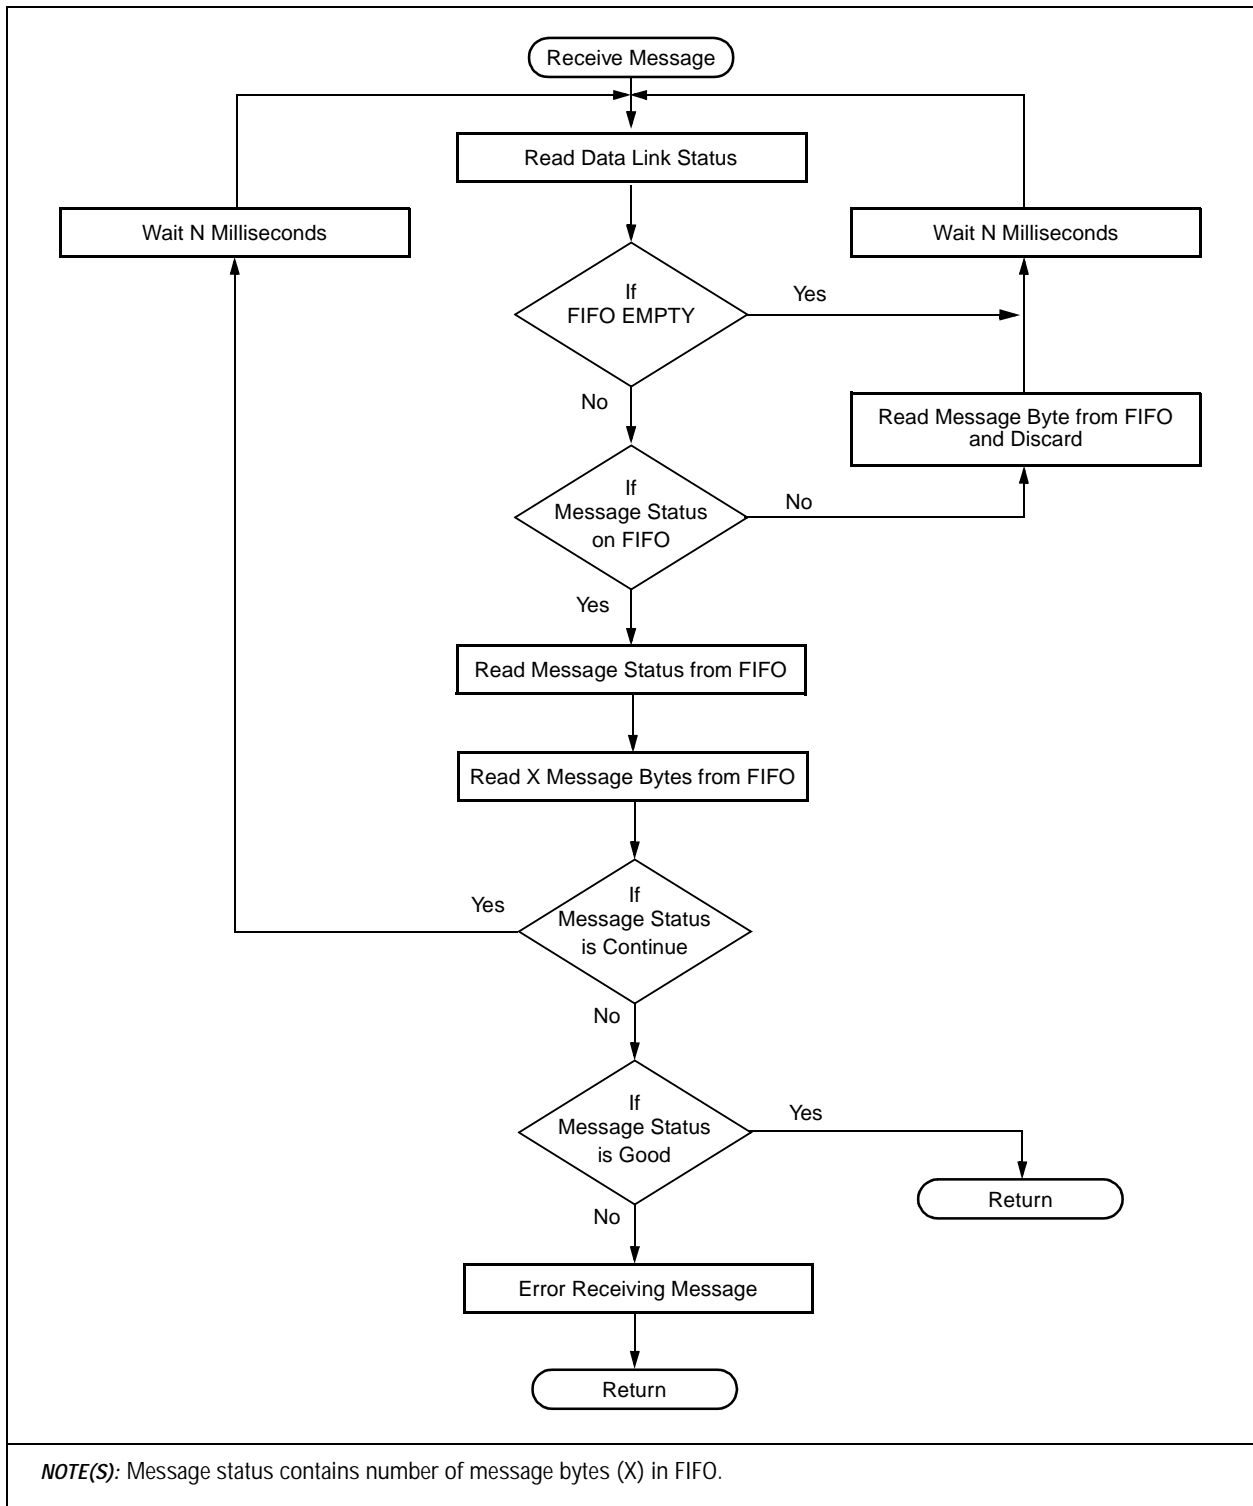 Receive Message
Read Data Link Status
Wait N Milliseconds
Wait N Milliseconds
If
FIFO EMPTY
Yes
No
Read Message Byte from FIFO
and Discard
If
Message Status
on FIFO
No
Yes
Read Message Status from FIFO
Read X Message Bytes from FIFO
Yes
If
Message Status
is Continue
No
If
Message Status
is Good
Yes
Return
No
Error Receiving Message
Return
NOTE(S): Message status contains number of message bytes (X) in FIFO.